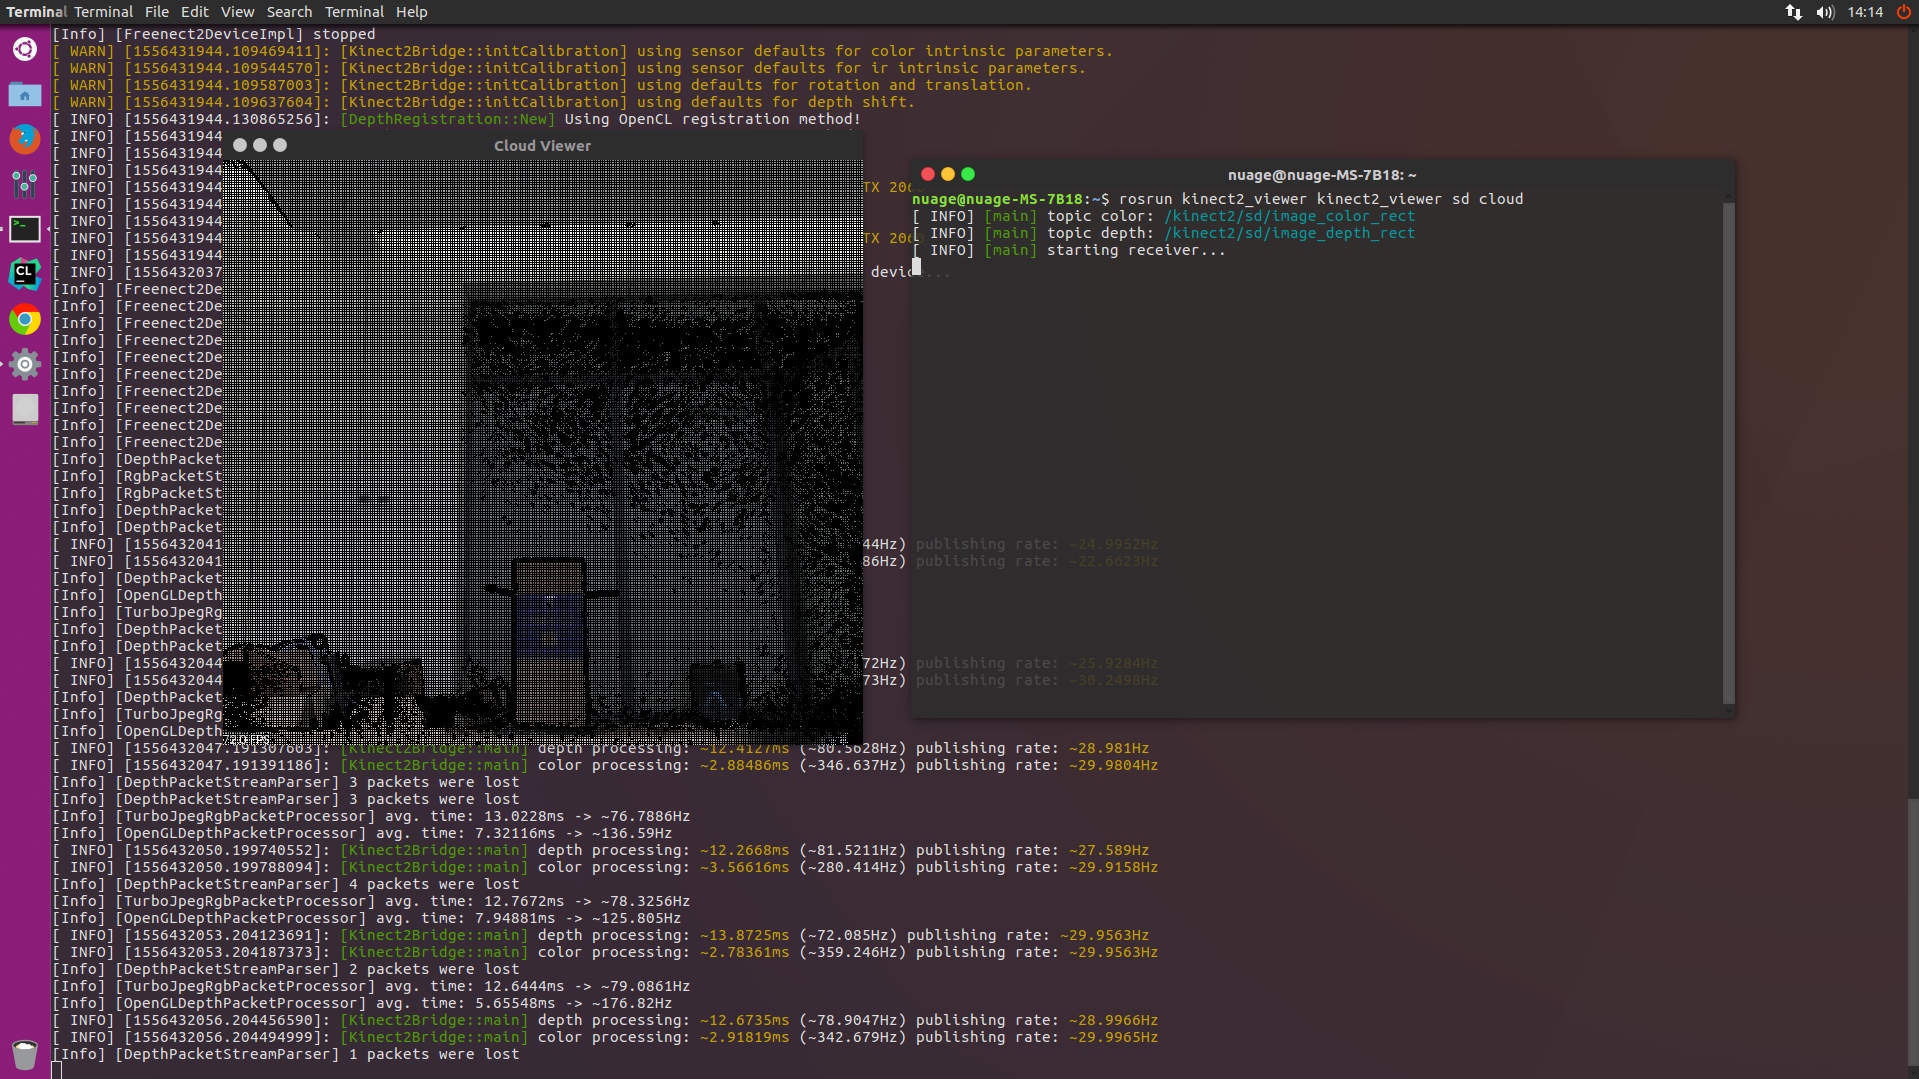 Terminal Terminal File Edit View Search Terminal Help 14:14
[Info] [Freenect2DeviceImpl] stopped
[ WARN] [1556431944.109469411]: [Kinect2Bridge::initCalibration] using sensor defaults for color intrinsic parameters.
[ WARN] [1556431944.109544570]: [Kinect2Bridge::initCalibration] using sensor defaults for ir intrinsic parameters.
[ WARN] [1556431944.109587003]: [Kinect2Bridge::initCalibration] using defaults for rotation and translation.
[ WARN] [1556431944.109637604]: [Kinect2Bridge::initCalibration] using defaults for depth shift.
[ INFO] [1556431944.130865256]: [DepthRegistration::New] Using OpenCL registration method!
[ INFO] [1556431944
[ INFO] [1556431944
[ INFO] [1556431944
[ INFO] [1556431944 TX 206
[ INFO] [1556431944
[ INFO] [1556431944
[ INFO] [1556431944 TX 206
[ INFO] [1556431944
[ INFO] [1556432037 device...
[Info] [Freenect2De
[Info] [Freenect2De
[Info] [Freenect2De
[Info] [Freenect2De
[Info] [Freenect2De
[Info] [Freenect2De
[Info] [Freenect2De
[Info] [Freenect2De
[Info] [Freenect2De
[Info] [Freenect2De
[Info] [DepthPacket
[Info] [RgbPacketSt
[Info] [RgbPacketSt
[Info] [DepthPacket
[Info] [DepthPacket
[ INFO] [1556432041 44Hz) publishing rate: ~24.9952Hz
[ INFO] [1556432041 86Hz) publishing rate: ~22.6623Hz
[Info] [DepthPacket
[Info] [OpenGLDepth
[Info] [TurboJpegRg
[Info] [DepthPacket
[Info] [DepthPacket
[ INFO] [1556432044 72Hz) publishing rate: ~25.9284Hz
[ INFO] [1556432044 73Hz) publishing rate: ~30.2498Hz
[Info] [DepthPacket
[Info] [TurboJpegRg
[Info] [OpenGLDepth
[ INFO] [1556432047.191307603]: [Kinect2Bridge::main] depth processing: ~12.4127ms (~80.5628Hz) publishing rate: ~28.981Hz
[ INFO] [1556432047.191391186]: [Kinect2Bridge::main] color processing: ~2.88486ms (~346.637Hz) publishing rate: ~29.9804Hz
[Info] [DepthPacketStreamParser] 3 packets were lost
[Info] [DepthPacketStreamParser] 3 packets were lost
[Info] [TurboJpegRgbPacketProcessor] avg. time: 13.0228ms -> ~76.7886Hz
[Info] [OpenGLDepthPacketProcessor] avg. time: 7.32116ms -> ~136.59Hz
[ INFO] [1556432050.199740552]: [Kinect2Bridge::main] depth processing: ~12.2668ms (~81.5211Hz) publishing rate: ~27.589Hz
[ INFO] [1556432050.199788094]: [Kinect2Bridge::main] color processing: ~3.56616ms (~280.414Hz) publishing rate: ~29.9158Hz
[Info] [DepthPacketStreamParser] 4 packets were lost
[Info] [TurboJpegRgbPacketProcessor] avg. time: 12.7672ms -> ~78.3256Hz
[Info] [OpenGLDepthPacketProcessor] avg. time: 7.94881ms -> ~125.805Hz
[ INFO] [1556432053.204123691]: [Kinect2Bridge::main] depth processing: ~13.8725ms (~72.085Hz) publishing rate: ~29.9563Hz
[ INFO] [1556432053.204187373]: [Kinect2Bridge::main] color processing: ~2.78361ms (~359.246Hz) publishing rate: ~29.9563Hz
[Info] [DepthPacketStreamParser] 2 packets were lost
[Info] [TurboJpegRgbPacketProcessor] avg. time: 12.6444ms -> ~79.0861Hz
[Info] [OpenGLDepthPacketProcessor] avg. time: 5.65548ms -> ~176.82Hz
[ INFO] [1556432056.204456590]: [Kinect2Bridge::main] depth processing: ~12.6735ms (~78.9047Hz) publishing rate: ~28.9966Hz
[ INFO] [1556432056.204494999]: [Kinect2Bridge::main] color processing: ~2.91819ms (~342.679Hz) publishing rate: ~29.9965Hz
[Info] [DepthPacketStreamParser] 1 packets were lost
Cloud Viewer
nuage@nuage-MS-7B18: ~
nuage@nuage-MS-7B18:~$ rosrun kinect2_viewer kinect2_viewer sd cloud
[ INFO] [main] topic color: /kinect2/sd/image_color_rect
[ INFO] [main] topic depth: /kinect2/sd/image_depth_rect
[ INFO] [main] starting receiver...
CL